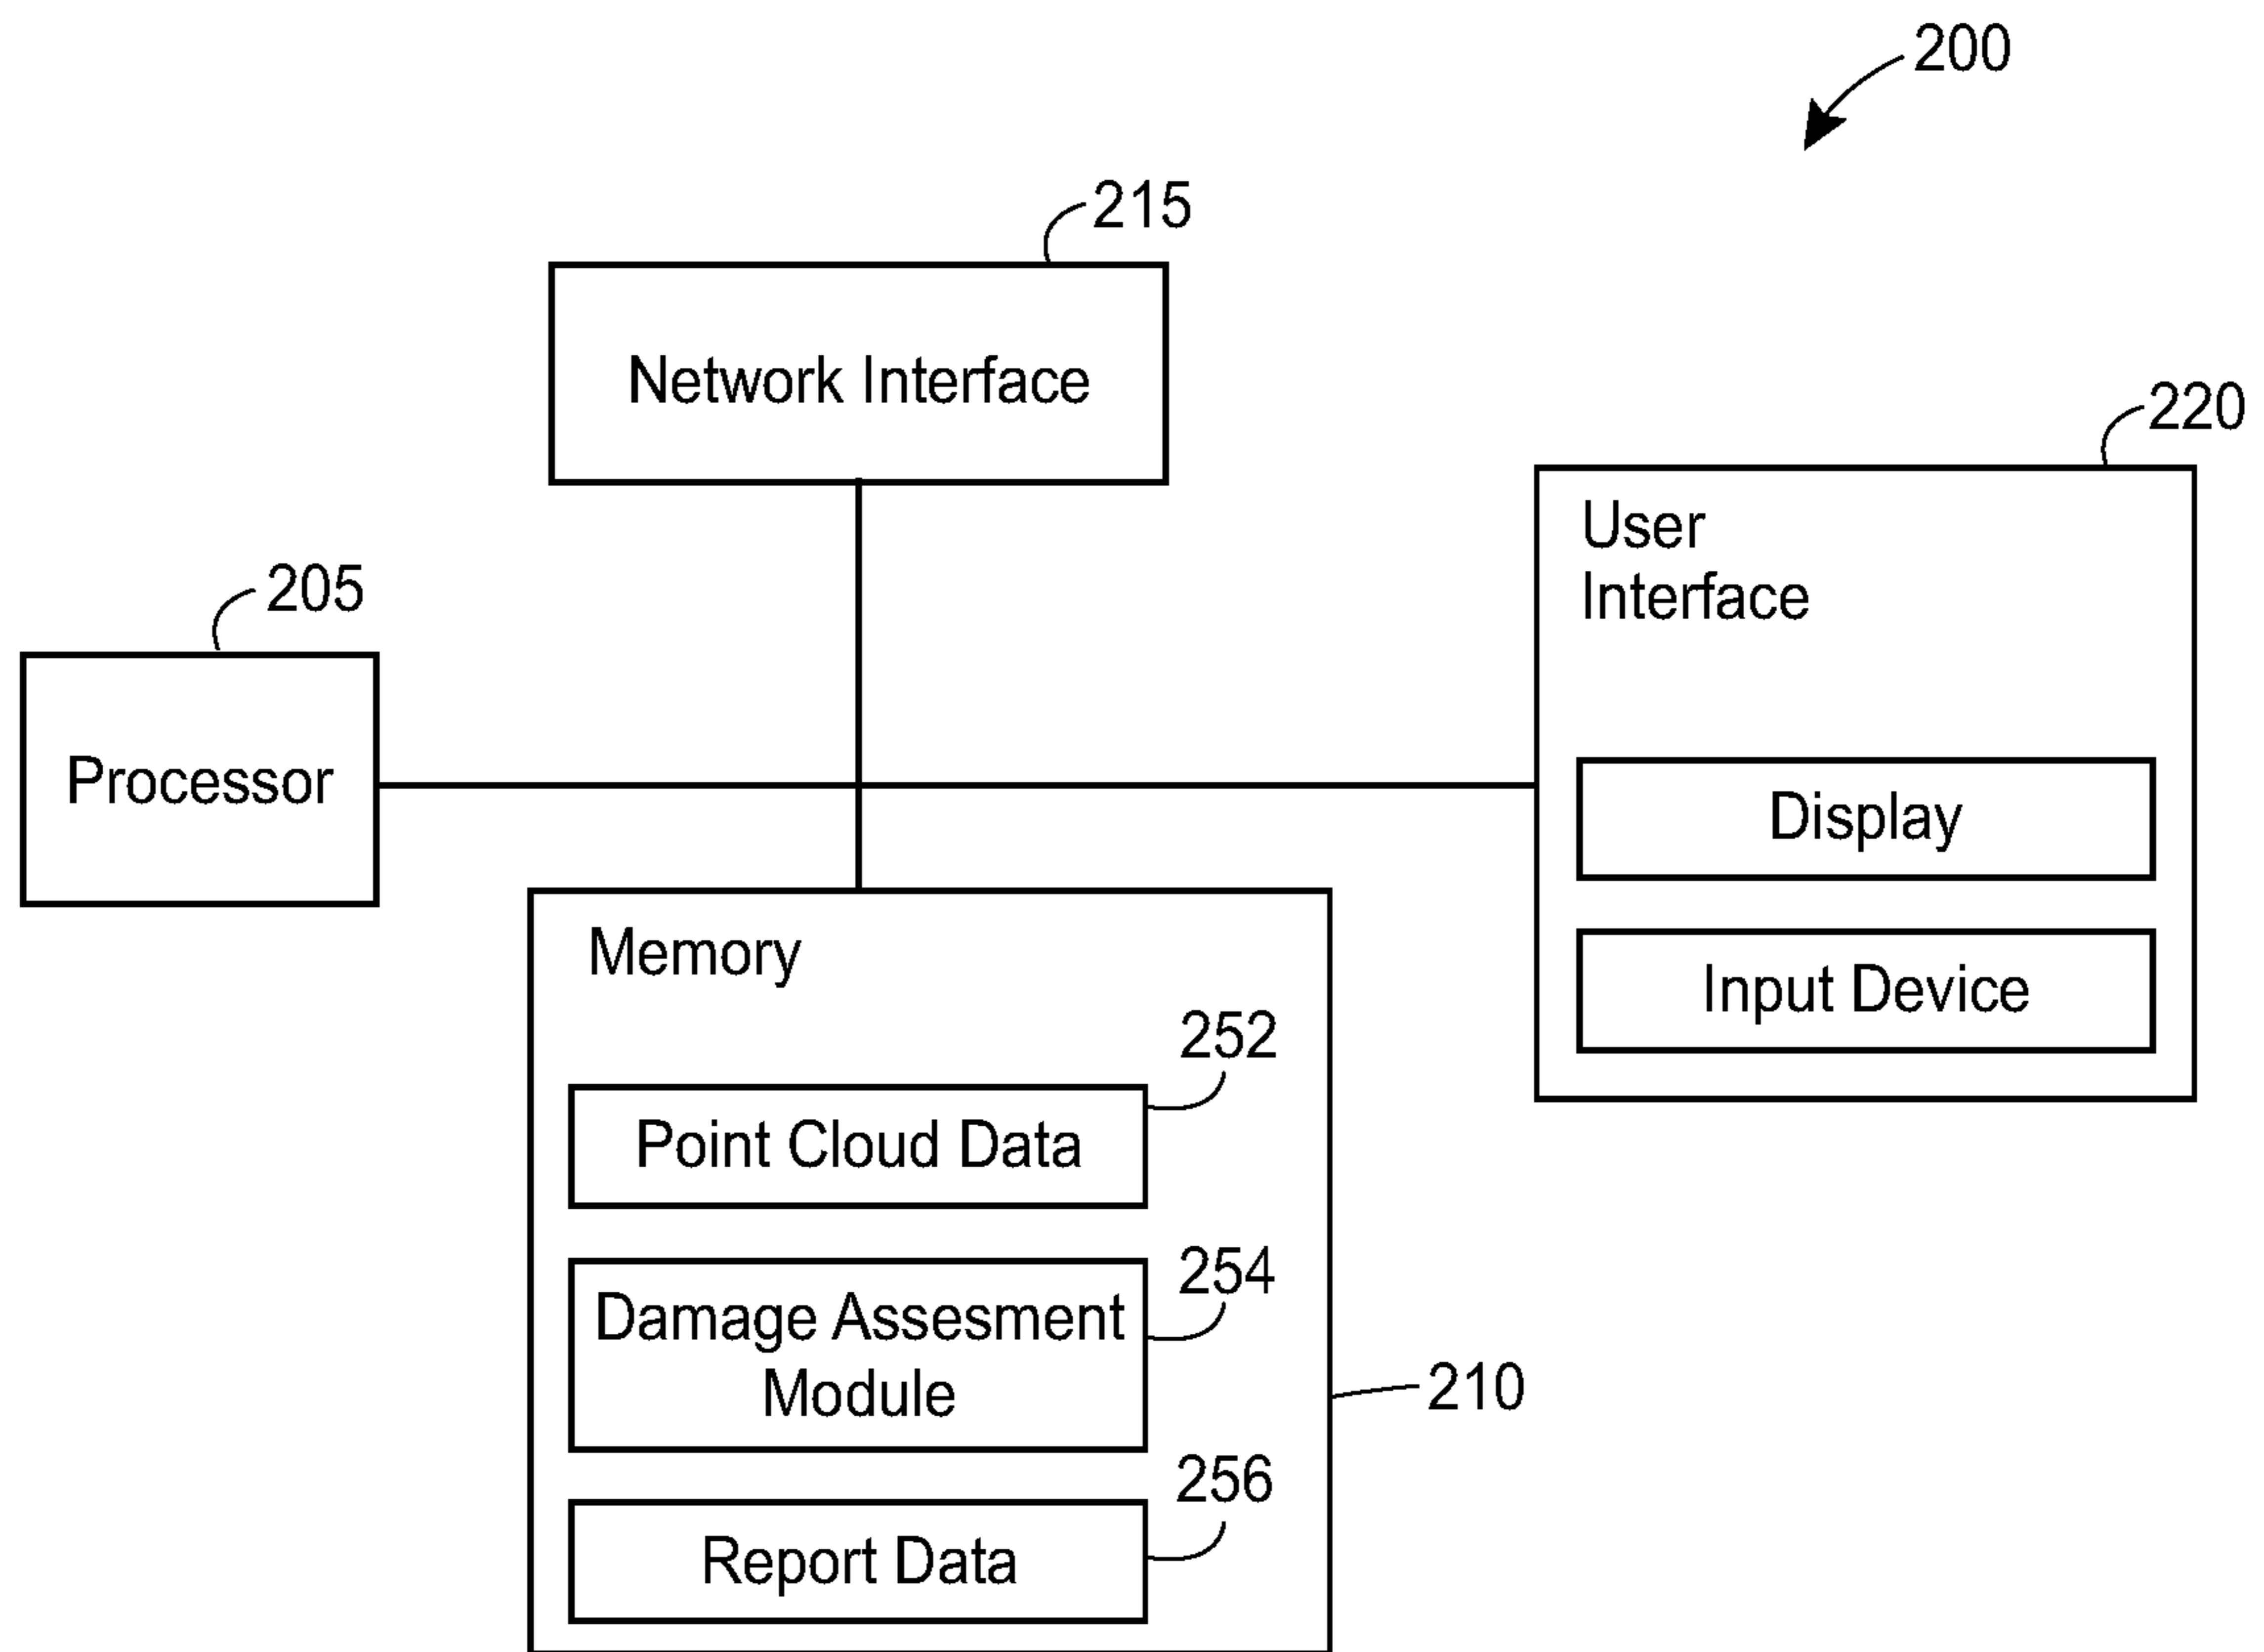 200
215
Network Interface
220
User
Interface
205
Processor
Display
Input Device
Memory
252
Point Cloud Data
254
Damage Assesment
Module
210
256
Report Data